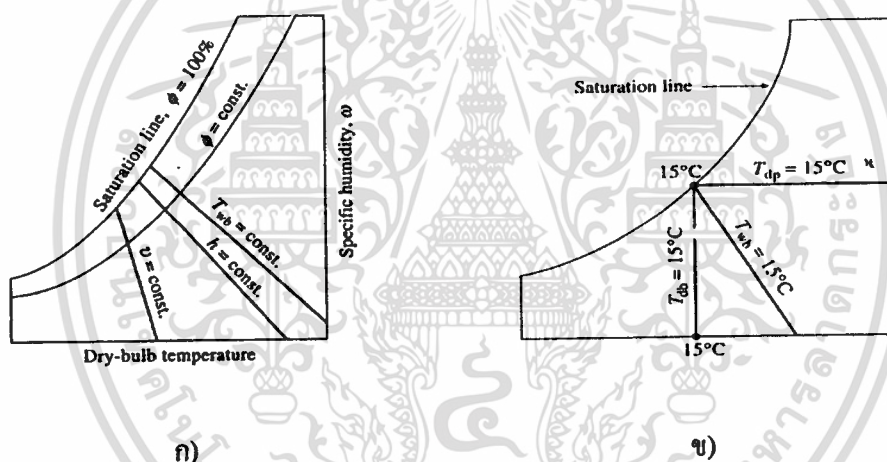 Saturation line, ϕ = 100%
ϕ = const.
T_wb = const.
h = const.
v = const.
Specific humidity, ω
Dry-bulb temperature
ก)
Saturation line
15°C
T_dp = 15°C
T_wb = 15°C
T_db = 15°C
15°C
ข)